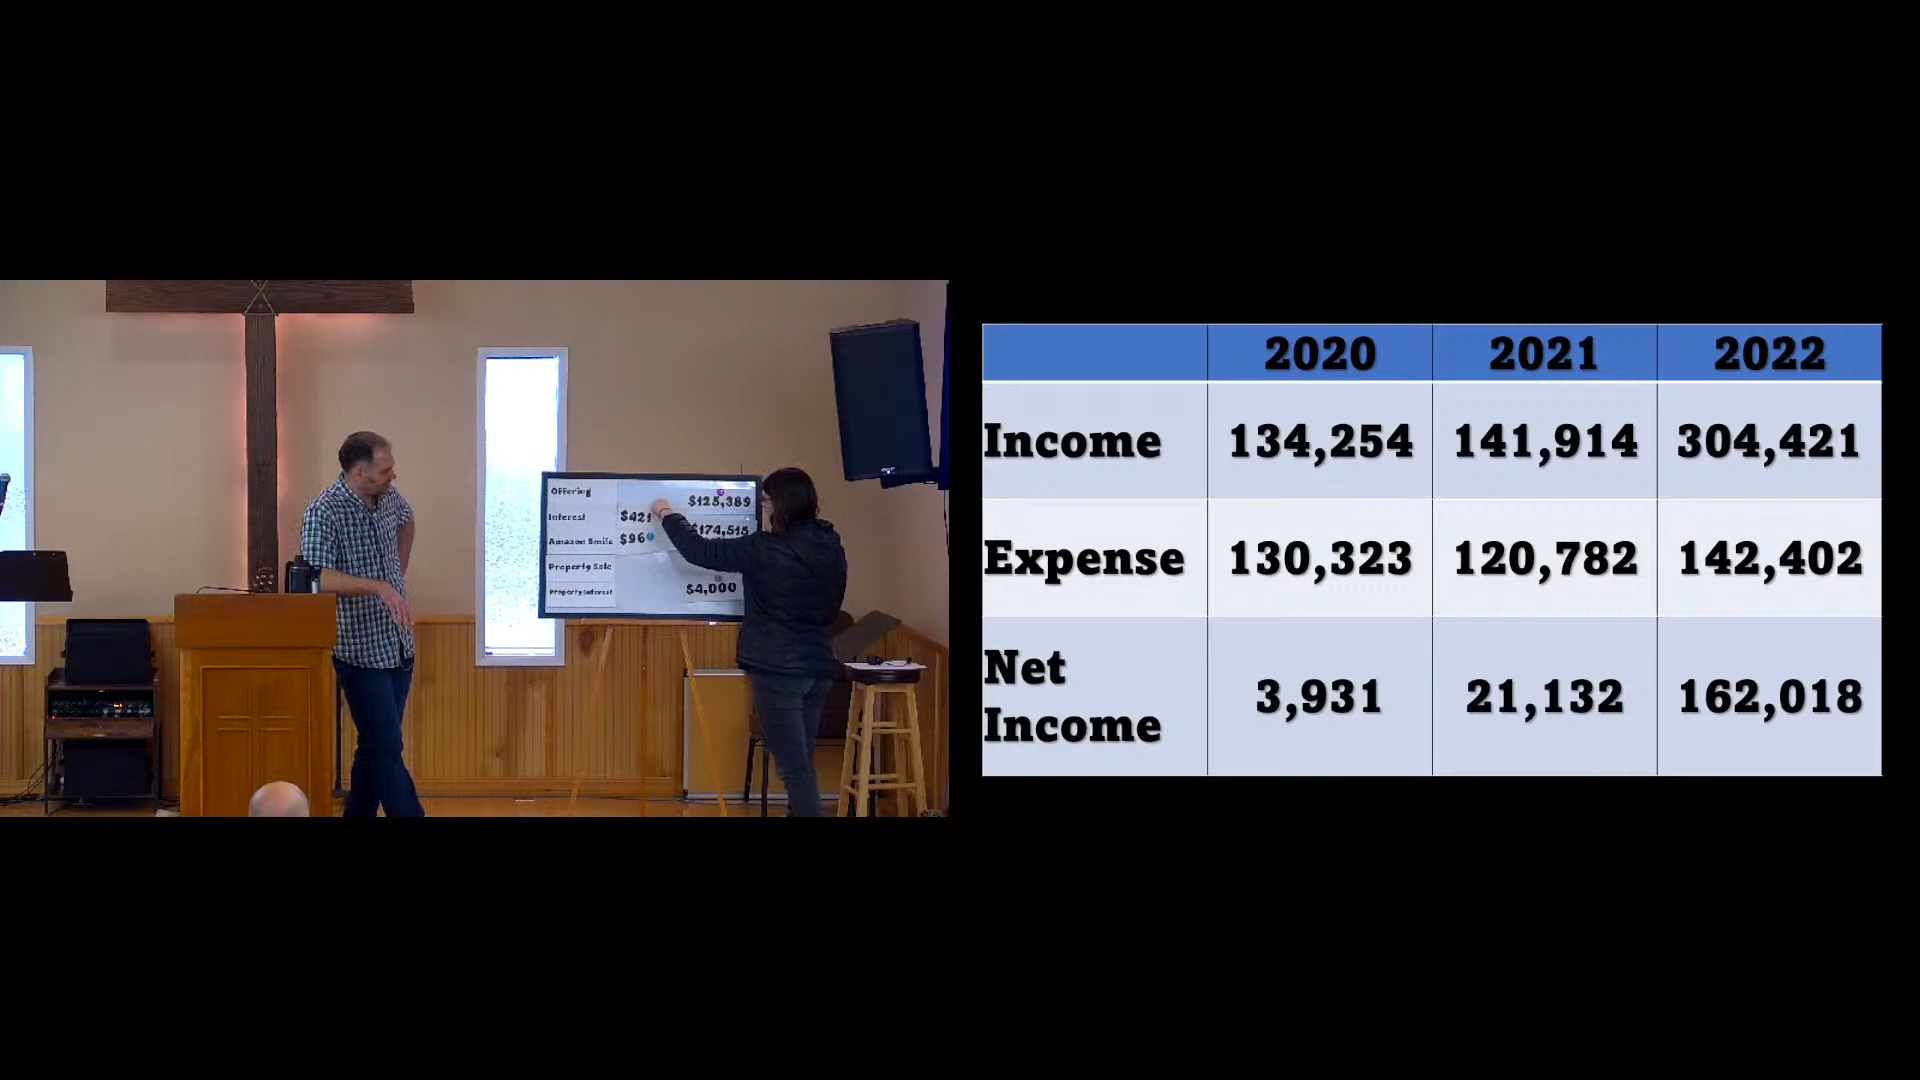 Offering
$125,389
Interest $421
$174,515
Amazon Smile $96
Property Sale
Property Interest $4,000
2020 2021 2022
Income 134,254 141,914 304,421
Expense 130,323 120,782 142,402
Net
Income 3,931 21,132 162,018